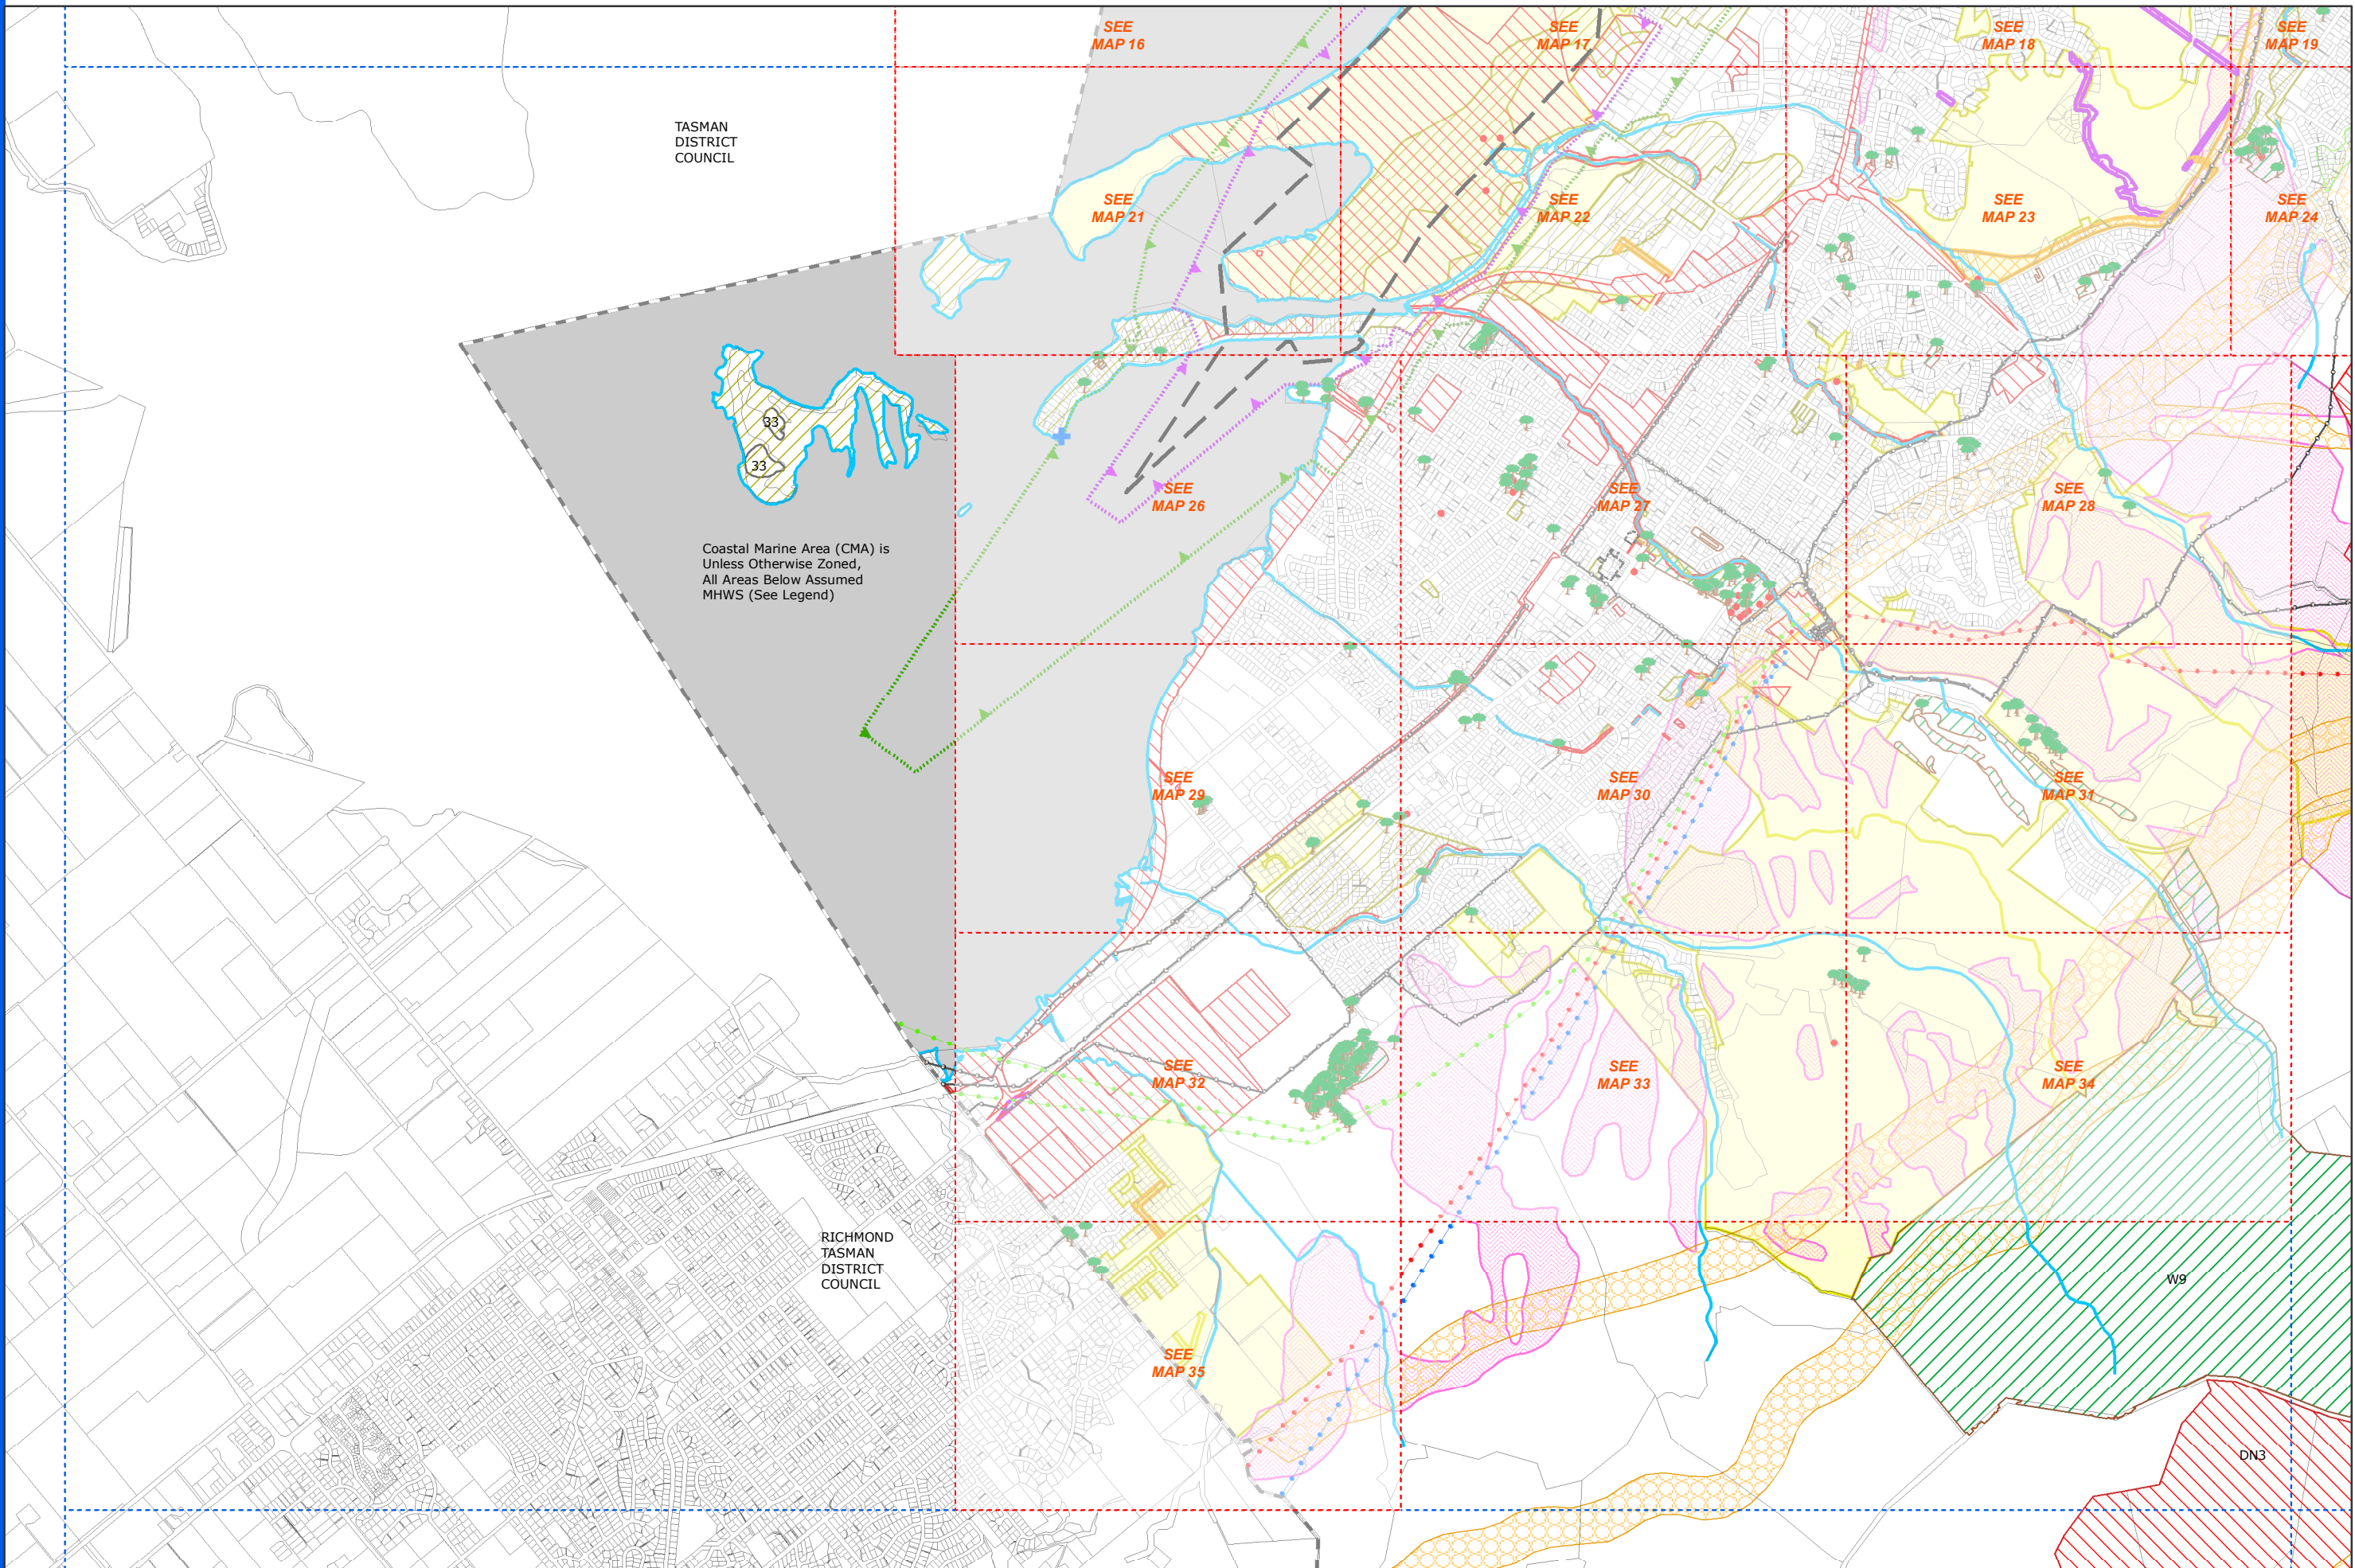 SEE
MAP 16
SEE
MAP 17
SEE
MAP 18
SEE
MAP 19
TASMAN
DISTRICT
COUNCIL
SEE
MAP 21
SEE
MAP 22
SEE
MAP 23
SEE
MAP 24
33
33
SEE
MAP 26
SEE
MAP 27
SEE
MAP 28
Coastal Marine Area (CMA) is
Unless Otherwise Zoned,
All Areas Below Assumed
MHWS (See Legend)
SEE
MAP 29
SEE
MAP 30
SEE
MAP 31
SEE
MAP 32
SEE
MAP 33
SEE
MAP 34
RICHMOND
TASMAN
DISTRICT
COUNCIL
W9
SEE
MAP 35
DN3